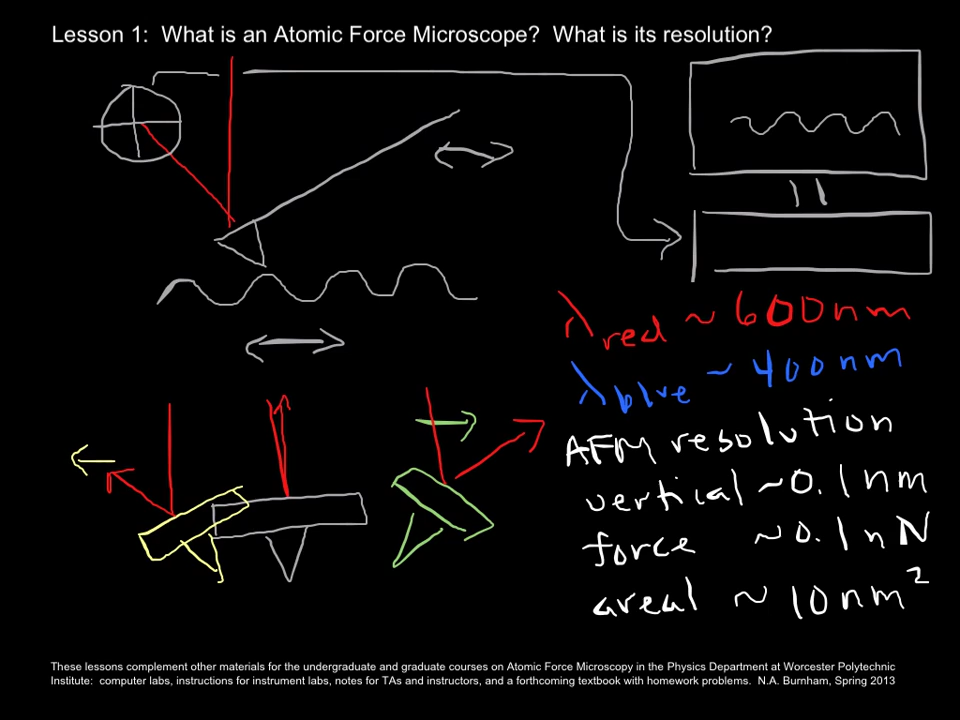 Lesson 1:  What is an Atomic Force Microscope?  What is its resolution?
λred ~ 600nm
λblue ~ 400nm
AFM resolution
vertical ~0.1nm
force ~0.1nN
areal ~ 10nm²
These lessons complement other materials for the undergraduate and graduate courses on Atomic Force Microscopy in the Physics Department at Worcester Polytechnic
Institute:  computer labs, instructions for instrument labs, notes for TAs and instructors, and a forthcoming textbook with homework problems.  N.A. Burnham, Spring 2013